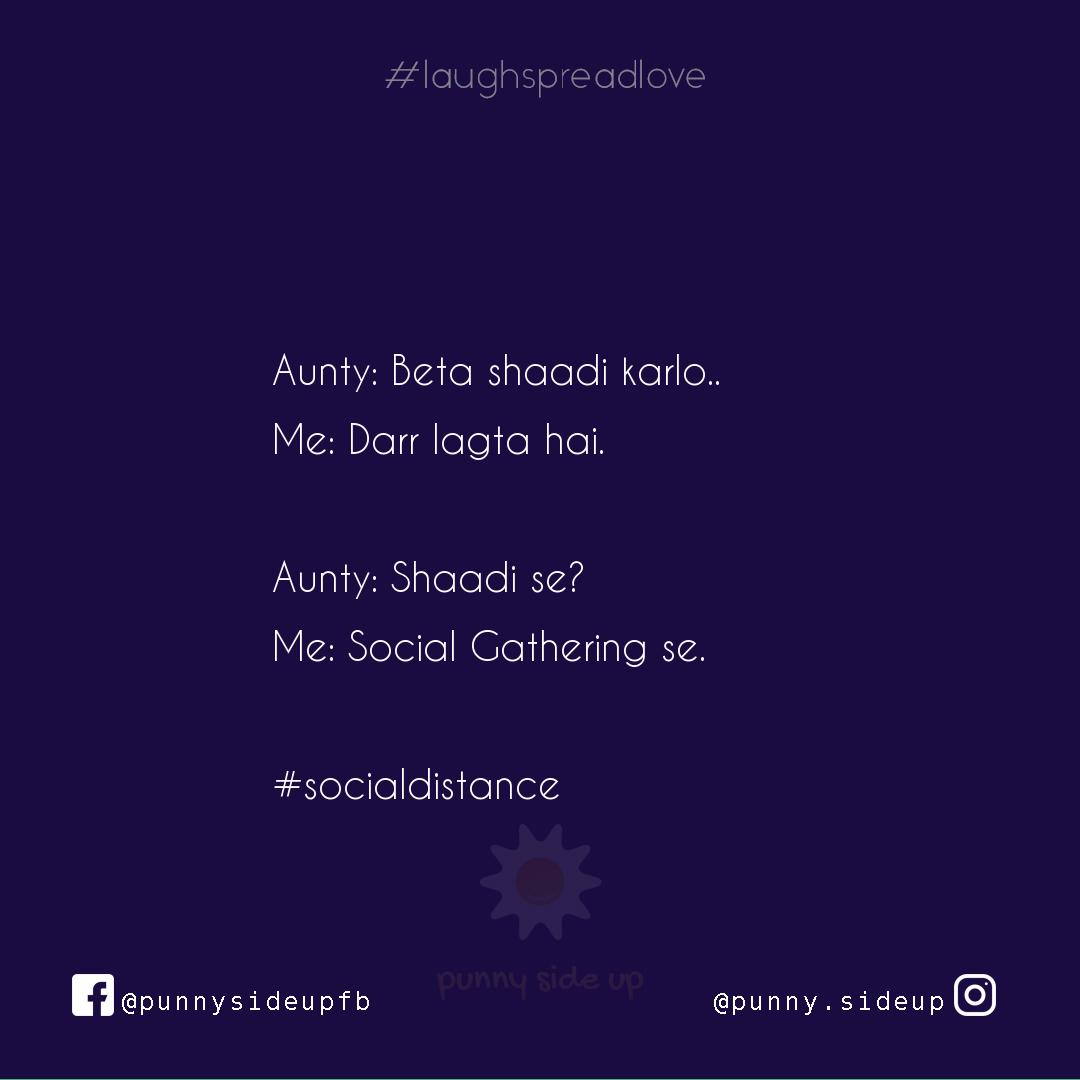 #laughspreadlove
Aunty: Beta shaadi karlo..
Me: Darr lagta hai.
Aunty: Shaadi se?
Me: Social Gathering se.
#socialdistance
punny side up
@punnysideupfb
@punny.sideup